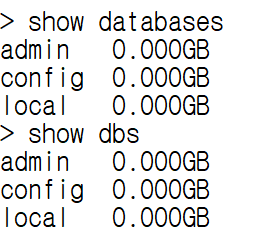 > show databases
admin   0.000GB
config  0.000GB
local   0.000GB
> show dbs
admin   0.000GB
config  0.000GB
local   0.000GB